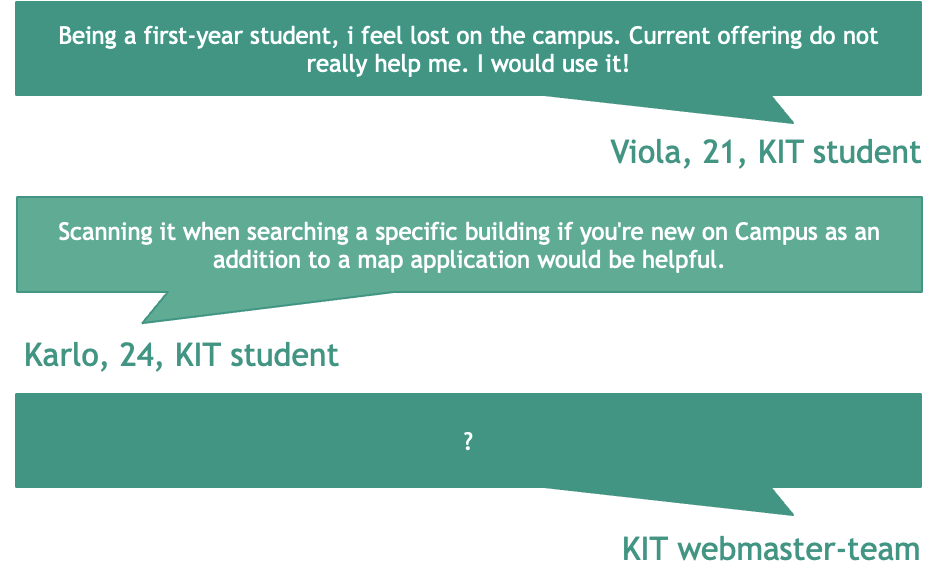 Being a first-year student, i feel lost on the campus. Current offering do not
really help me. I would use it!
Viola, 21, KIT student
Scanning it when searching a specific building if you're new on Campus as an
addition to a map application would be helpful.
Karlo, 24, KIT student
?
KIT webmaster-team